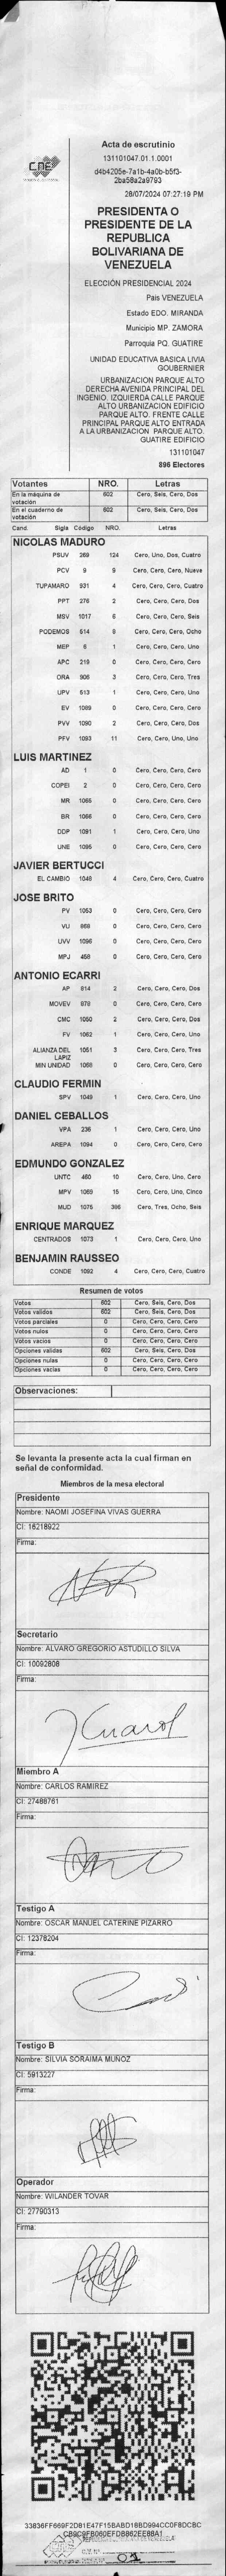 CNE
Acta de escrutinio
131101047.01.1.0001
d4b4205e-7a1b-4a0b-b5f3-
2ba58a2a9793
28/07/2024 07:27:19 PM
PRESIDENTA O
PRESIDENTE DE LA
REPUBLICA
BOLIVARIANA DE
VENEZUELA
ELECCIÓN PRESIDENCIAL 2024
País VENEZUELA
Estado EDO. MIRANDA
Municipio MP. ZAMORA
Parroquia PQ. GUATIRE
UNIDAD EDUCATIVA BASICA LIVIA
GOUBERNIER
URBANIZACION PARQUE ALTO
DERECHA AVENIDA PRINCIPAL DEL
INGENIO. IZQUIERDA CALLE PARQUE
ALTO URBANIZACION EDIFICIO
PARQUE ALTO. FRENTE CALLE
PRINCIPAL PARQUE ALTO ENTRADA
A LA URBANIZACION PARQUE ALTO.
GUATIRE EDIFICIO
131101047
896 Electores
Votantes NRO. Letras
En la máquina de votación 602 Cero, Seis, Cero, Dos
En el cuaderno de votación 602 Cero, Seis, Cero, Dos
Cand. Sigla Código NRO. Letras
NICOLAS MADURO
PSUV 269 124 Cero, Uno, Dos, Cuatro
PCV 9 9 Cero, Cero, Cero, Nueve
TUPAMARO 931 4 Cero, Cero, Cero, Cuatro
PPT 276 2 Cero, Cero, Cero, Dos
MSV 1017 6 Cero, Cero, Cero, Seis
PODEMOS 514 8 Cero, Cero, Cero, Ocho
MEP 6 1 Cero, Cero, Cero, Uno
APC 219 0 Cero, Cero, Cero, Cero
ORA 906 3 Cero, Cero, Cero, Tres
UPV 613 1 Cero, Cero, Cero, Uno
EV 1089 0 Cero, Cero, Cero, Cero
PVV 1090 2 Cero, Cero, Cero, Dos
PFV 1093 11 Cero, Cero, Uno, Uno
LUIS MARTINEZ
AD 1 0 Cero, Cero, Cero, Cero
COPEI 2 0 Cero, Cero, Cero, Cero
MR 1065 0 Cero, Cero, Cero, Cero
BR 1066 0 Cero, Cero, Cero, Cero
DDP 1091 1 Cero, Cero, Cero, Uno
UNE 1095 0 Cero, Cero, Cero, Cero
JAVIER BERTUCCI
EL CAMBIO 1048 4 Cero, Cero, Cero, Cuatro
JOSE BRITO
PV 1053 0 Cero, Cero, Cero, Cero
VU 868 0 Cero, Cero, Cero, Cero
UVV 1096 0 Cero, Cero, Cero, Cero
MPJ 458 0 Cero, Cero, Cero, Cero
ANTONIO ECARRI
AP 814 2 Cero, Cero, Cero, Dos
MOVEV 978 0 Cero, Cero, Cero, Cero
CMC 1050 2 Cero, Cero, Cero, Dos
FV 1062 1 Cero, Cero, Cero, Uno
ALIANZA DEL LAPIZ 1051 3 Cero, Cero, Cero, Tres
MIN UNIDAD 1068 0 Cero, Cero, Cero, Cero
CLAUDIO FERMIN
SPV 1049 1 Cero, Cero, Cero, Uno
DANIEL CEBALLOS
VPA 236 1 Cero, Cero, Cero, Uno
AREPA 1094 0 Cero, Cero, Cero, Cero
EDMUNDO GONZALEZ
UNTC 460 10 Cero, Cero, Uno, Cero
MPV 1069 15 Cero, Cero, Uno, Cinco
MUD 1075 386 Cero, Tres, Ocho, Seis
ENRIQUE MARQUEZ
CENTRADOS 1073 1 Cero, Cero, Cero, Uno
BENJAMIN RAUSSEO
CONDE 1092 4 Cero, Cero, Cero, Cuatro
Resumen de votos
Votos 602 Cero, Seis, Cero, Dos
Votos validos 602 Cero, Seis, Cero, Dos
Votos parciales 0 Cero, Cero, Cero, Cero
Votos nulos 0 Cero, Cero, Cero, Cero
Votos vacios 0 Cero, Cero, Cero, Cero
Opciones validas 602 Cero, Seis, Cero, Dos
Opciones nulas 0 Cero, Cero, Cero, Cero
Opciones vacias 0 Cero, Cero, Cero, Cero
Observaciones:
Se levanta la presente acta la cual firman en
señal de conformidad.
Miembros de la mesa electoral
Presidente
Nombre: NAOMI JOSEFINA VIVAS GUERRA
CI: 16218922
Firma:
Secretario
Nombre: ALVARO GREGORIO ASTUDILLO SILVA
CI: 10092808
Firma:
Miembro A
Nombre: CARLOS RAMIREZ
CI: 27488761
Firma:
Testigo A
Nombre: OSCAR MANUEL CATERINE PIZARRO
CI: 12378204
Firma:
Testigo B
Nombre: SILVIA SORAIMA MUÑOZ
CI: 5913227
Firma:
Operador
Nombre: WILANDER TOVAR
CI: 27790313
Firma:
33836FF669F2D81E47F15BABD18BD994CC0F8DCBC
CB9C9FB060EFDB862EE88A1
01